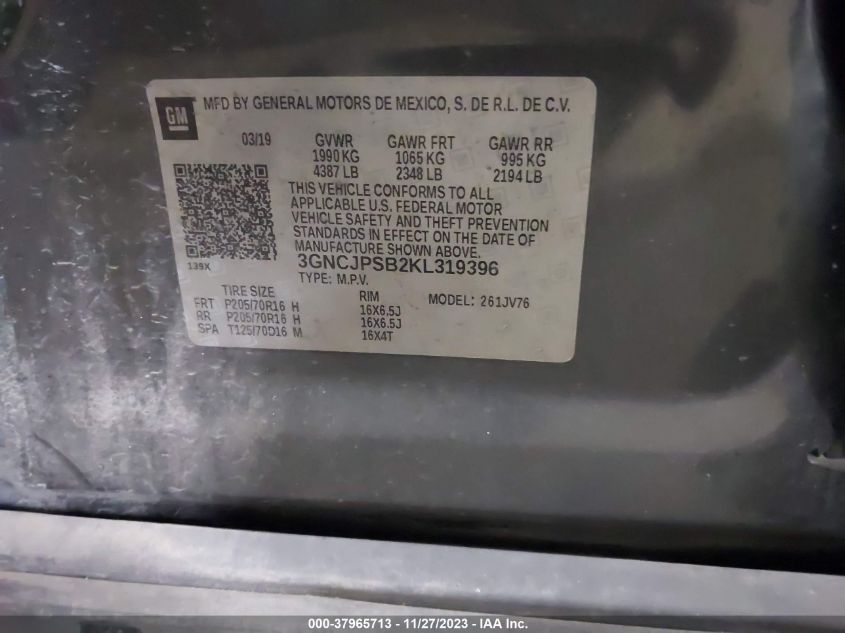 GM
MFD BY GENERAL MOTORS DE MEXICO, S. DE R.L. DE C.V.
03/19 GVWR GAWR FRT GAWR RR
1990 KG 1065 KG 995 KG
4387 LB 2348 LB 2194 LB
THIS VEHICLE CONFORMS TO ALL
APPLICABLE U.S. FEDERAL MOTOR
VEHICLE SAFETY AND THEFT PREVENTION
STANDARDS IN EFFECT ON THE DATE OF
MANUFACTURE SHOWN ABOVE.
139X 3GNCJPSB2KL319396
TYPE: M.P.V.
TIRE SIZE RIM MODEL: 261JV76
FRT P205/70R16 H 16X6.5J
RR P205/70R16 H 16X6.5J
SPA T125/70D16 M 16X4T
000-37965713 - 11/27/2023 - IAA Inc.